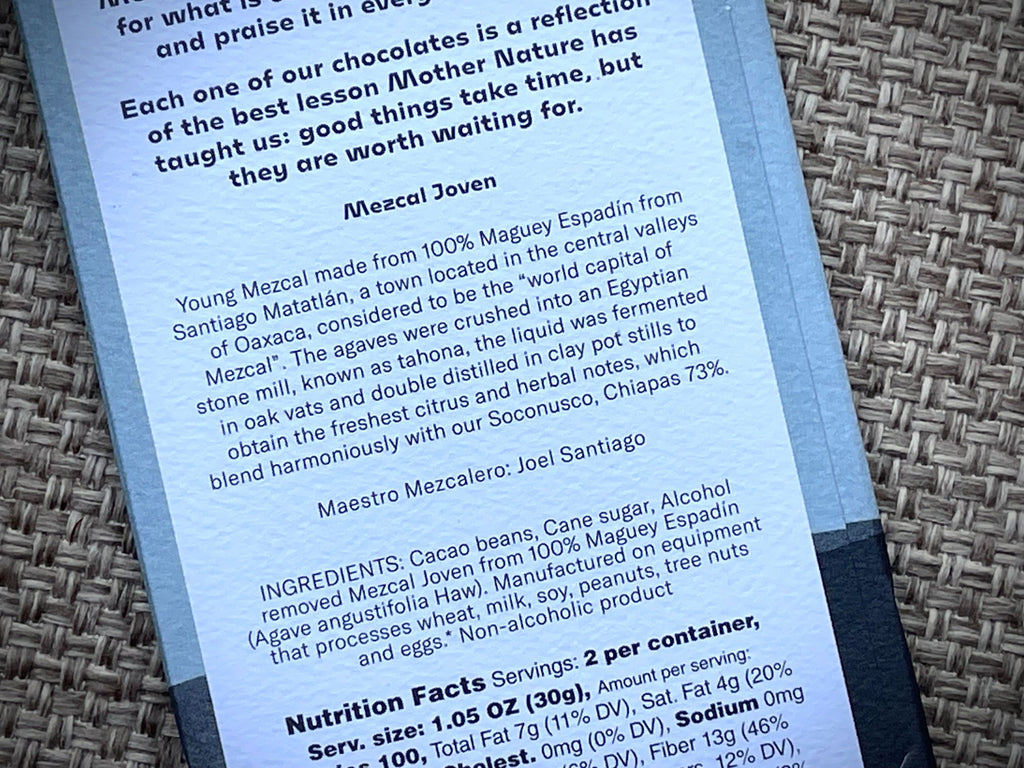 for what is
and praise it in every
Each one of our chocolates is a reflection
of the best lesson Mother Nature has
taught us: good things take time, but
they are worth waiting for.
Mezcal Joven
Young Mezcal made from 100% Maguey Espadín from
Santiago Matatlán, a town located in the central valleys
of Oaxaca, considered to be the “world capital of
Mezcal”. The agaves were crushed into an Egyptian
stone mill, known as tahona, the liquid was fermented
in oak vats and double distilled in clay pot stills to
obtain the freshest citrus and herbal notes, which
blend harmoniously with our Soconusco, Chiapas 73%.
Maestro Mezcalero: Joel Santiago
INGREDIENTS: Cacao beans, Cane sugar, Alcohol
removed Mezcal Joven from 100% Maguey Espadín
(Agave angustifolia Haw). Manufactured on equipment
that processes wheat, milk, soy, peanuts, tree nuts
and eggs.* Non-alcoholic product
Nutrition Facts Servings: 2 per container,
Serv. size: 1.05 OZ (30g), Amount per serving:
100, Total Fat 7g (11% DV), Sat. Fat 4g (20%
Cholest. 0mg (0% DV), Sodium 0mg
DV), Fiber 13g (46%
12% DV),